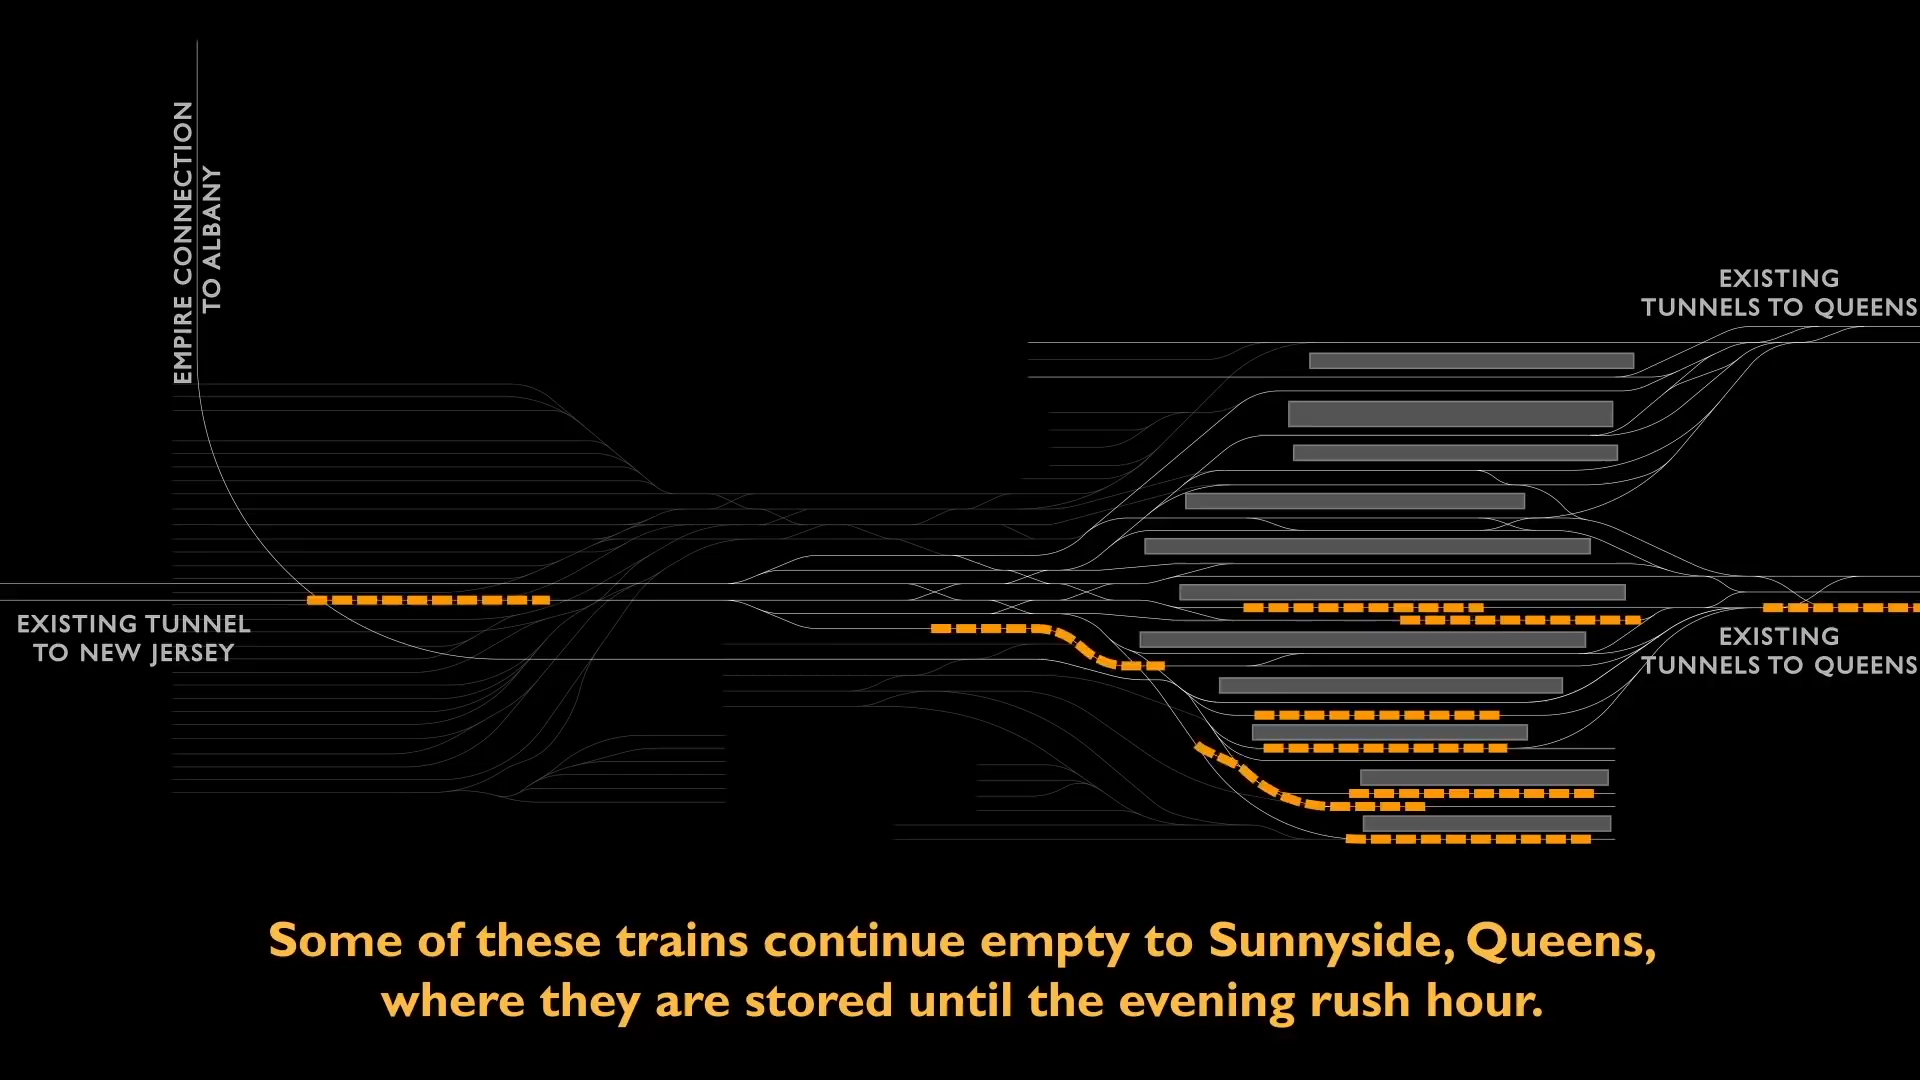 EMPIRE CONNECTION
TO ALBANY
EXISTING
TUNNELS TO QUEENS
EXISTING TUNNEL
TO NEW JERSEY
EXISTING
TUNNELS TO QUEENS
Some of these trains continue empty to Sunnyside, Queens,
where they are stored until the evening rush hour.